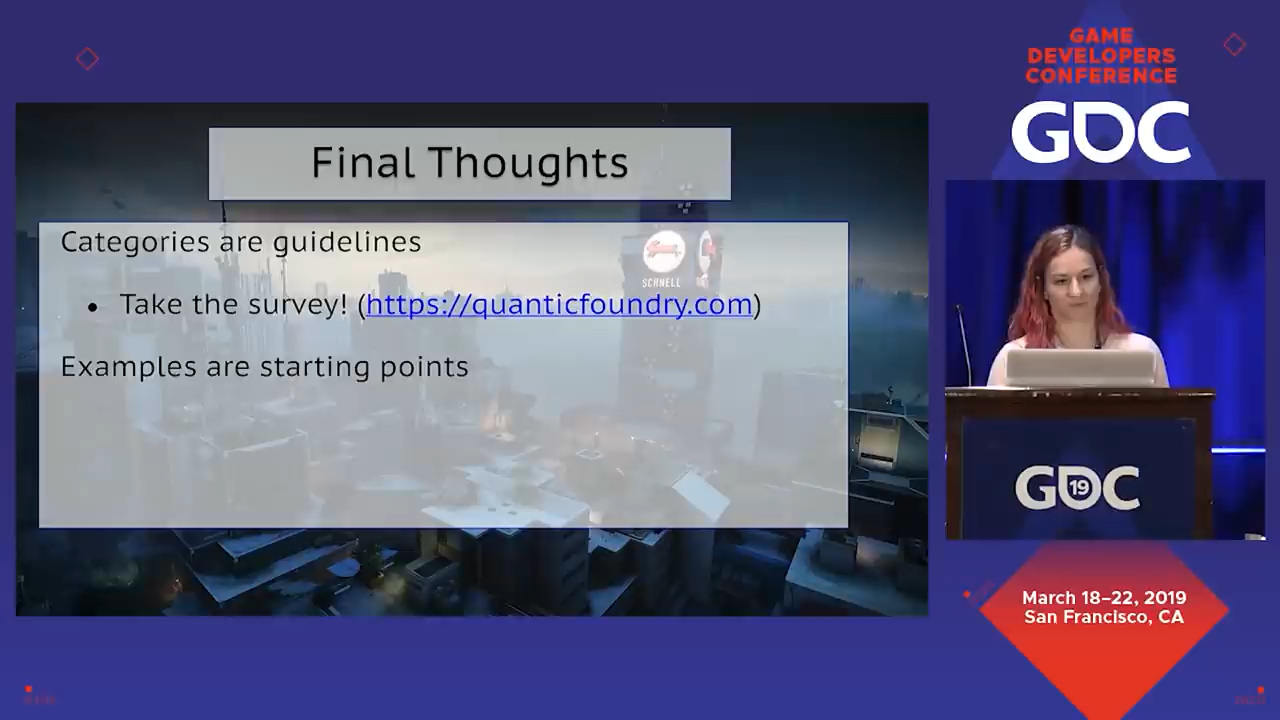 GAME
DEVELOPERS
CONFERENCE
GDC
Final Thoughts
Categories are guidelines
SCHNELL
• Take the survey! (https://quanticfoundry.com)
Examples are starting points
GDC 19
March 18–22, 2019
San Francisco, CA